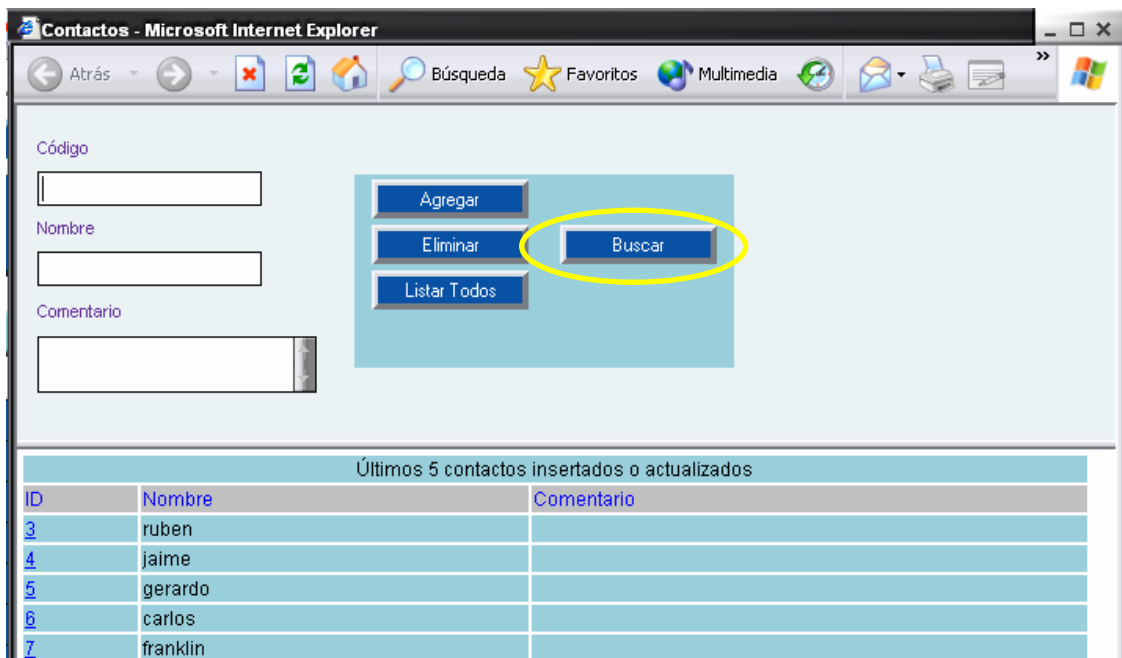 Contactos - Microsoft Internet Explorer
Atrás Búsqueda Favoritos Multimedia »
Código
Agregar
Nombre
Eliminar Buscar
Listar Todos
Comentario
Últimos 5 contactos insertados o actualizados
ID Nombre Comentario
3 ruben
4 jaime
5 gerardo
6 carlos
7 franklin